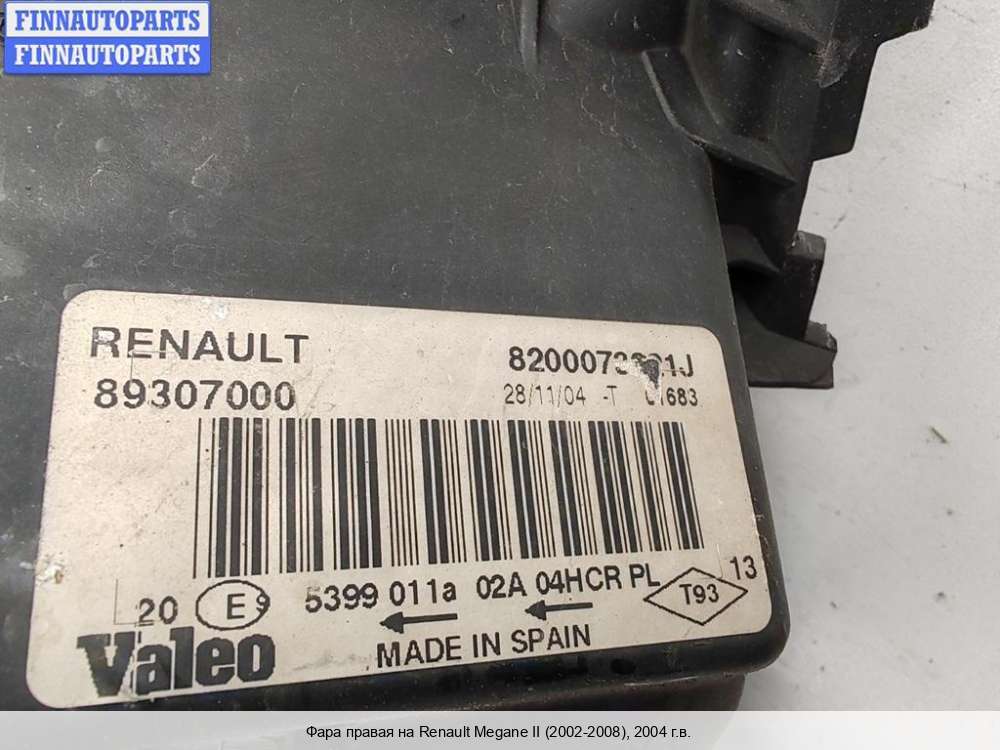 FINNAUTOPARTS
FINNAUTOPARTS
RENAULT
89307000
28/11/04 -T
20 E9 5399 011a 02A 04HCR PL T93 13
Valeo MADE IN SPAIN
Фара правая на Renault Megane II (2002-2008), 2004 г.в.